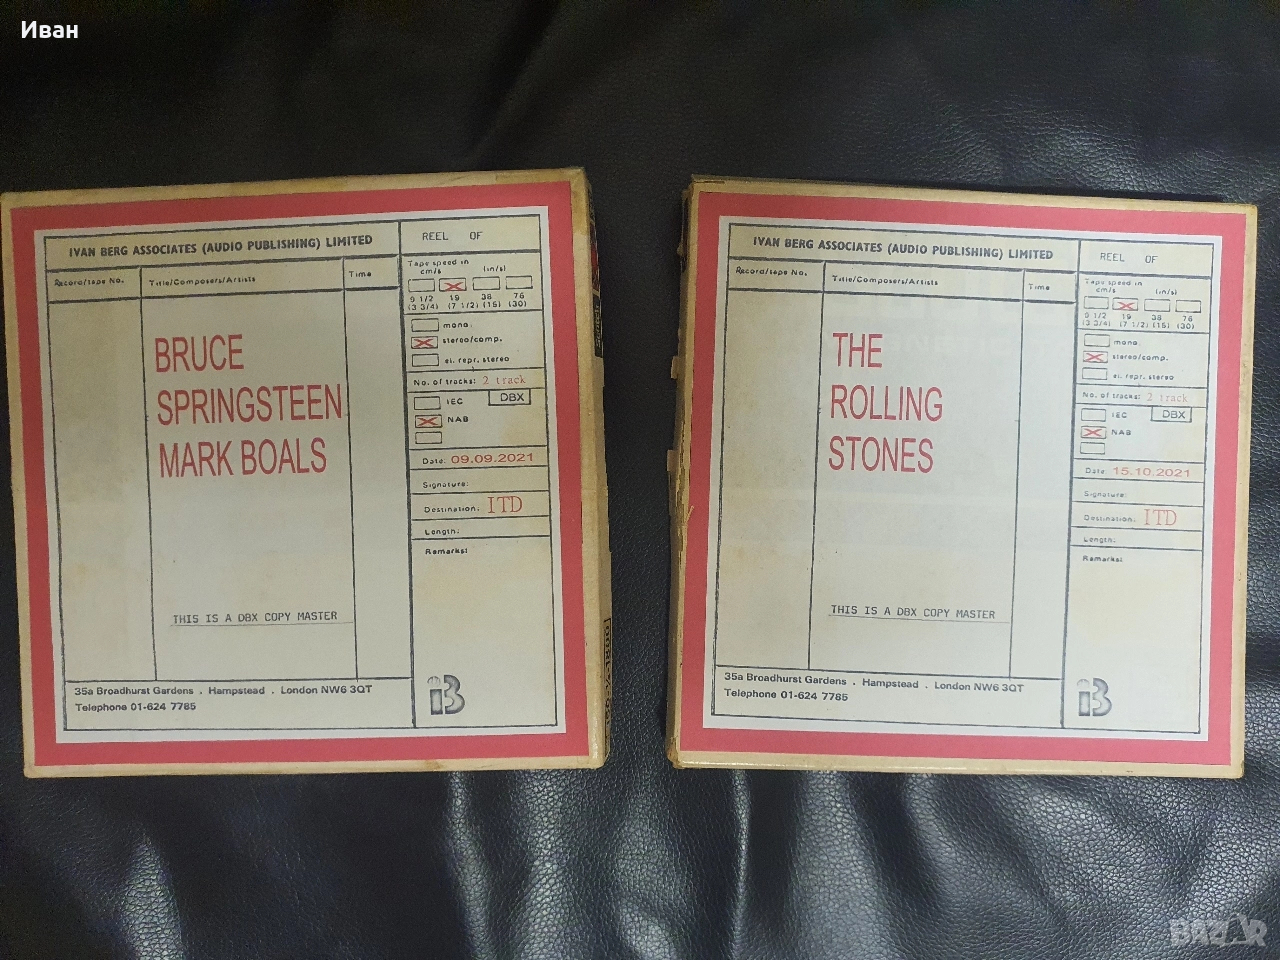 Иван
IVAN BERG ASSOCIATES (AUDIO PUBLISHING) LIMITED
REEL OF
Record/tape No.
Title/Composers/Artists
Time
Tape speed in
cm/s (in/s)
9 1/2 19 38 76
(3 3/4) (7 1/2) (15) (30)
mono.
stereo/comp.
el. repr. stereo
No. of tracks: 2 track
IEC DBX
NAB
Date: 09.09.2021
Signature:
Destination: ITD
Length:
Remarks:
BRUCE
SPRINGSTEEN
MARK BOALS
THIS IS A DBX COPY MASTER
35a Broadhurst Gardens . Hampstead . London NW6 3QT
Telephone 01-624 7785
iB
IVAN BERG ASSOCIATES (AUDIO PUBLISHING) LIMITED
REEL OF
Record/tape No.
Title/Composers/Artists
Time
Tape speed in
cm/s (in/s)
9 1/2 19 38 76
(3 3/4) (7 1/2) (15) (30)
mono
stereo/comp.
el. repr. stereo
No. of tracks: 2 track
IEC DBX
NAB
Date: 15.10.2021
Signature:
Destination: ITD
Length:
Remarks:
THE
ROLLING
STONES
THIS IS A DBX COPY MASTER
35a Broadhurst Gardens . Hampstead . London NW6 3QT
Telephone 01-624 7785
iB
BAZAR